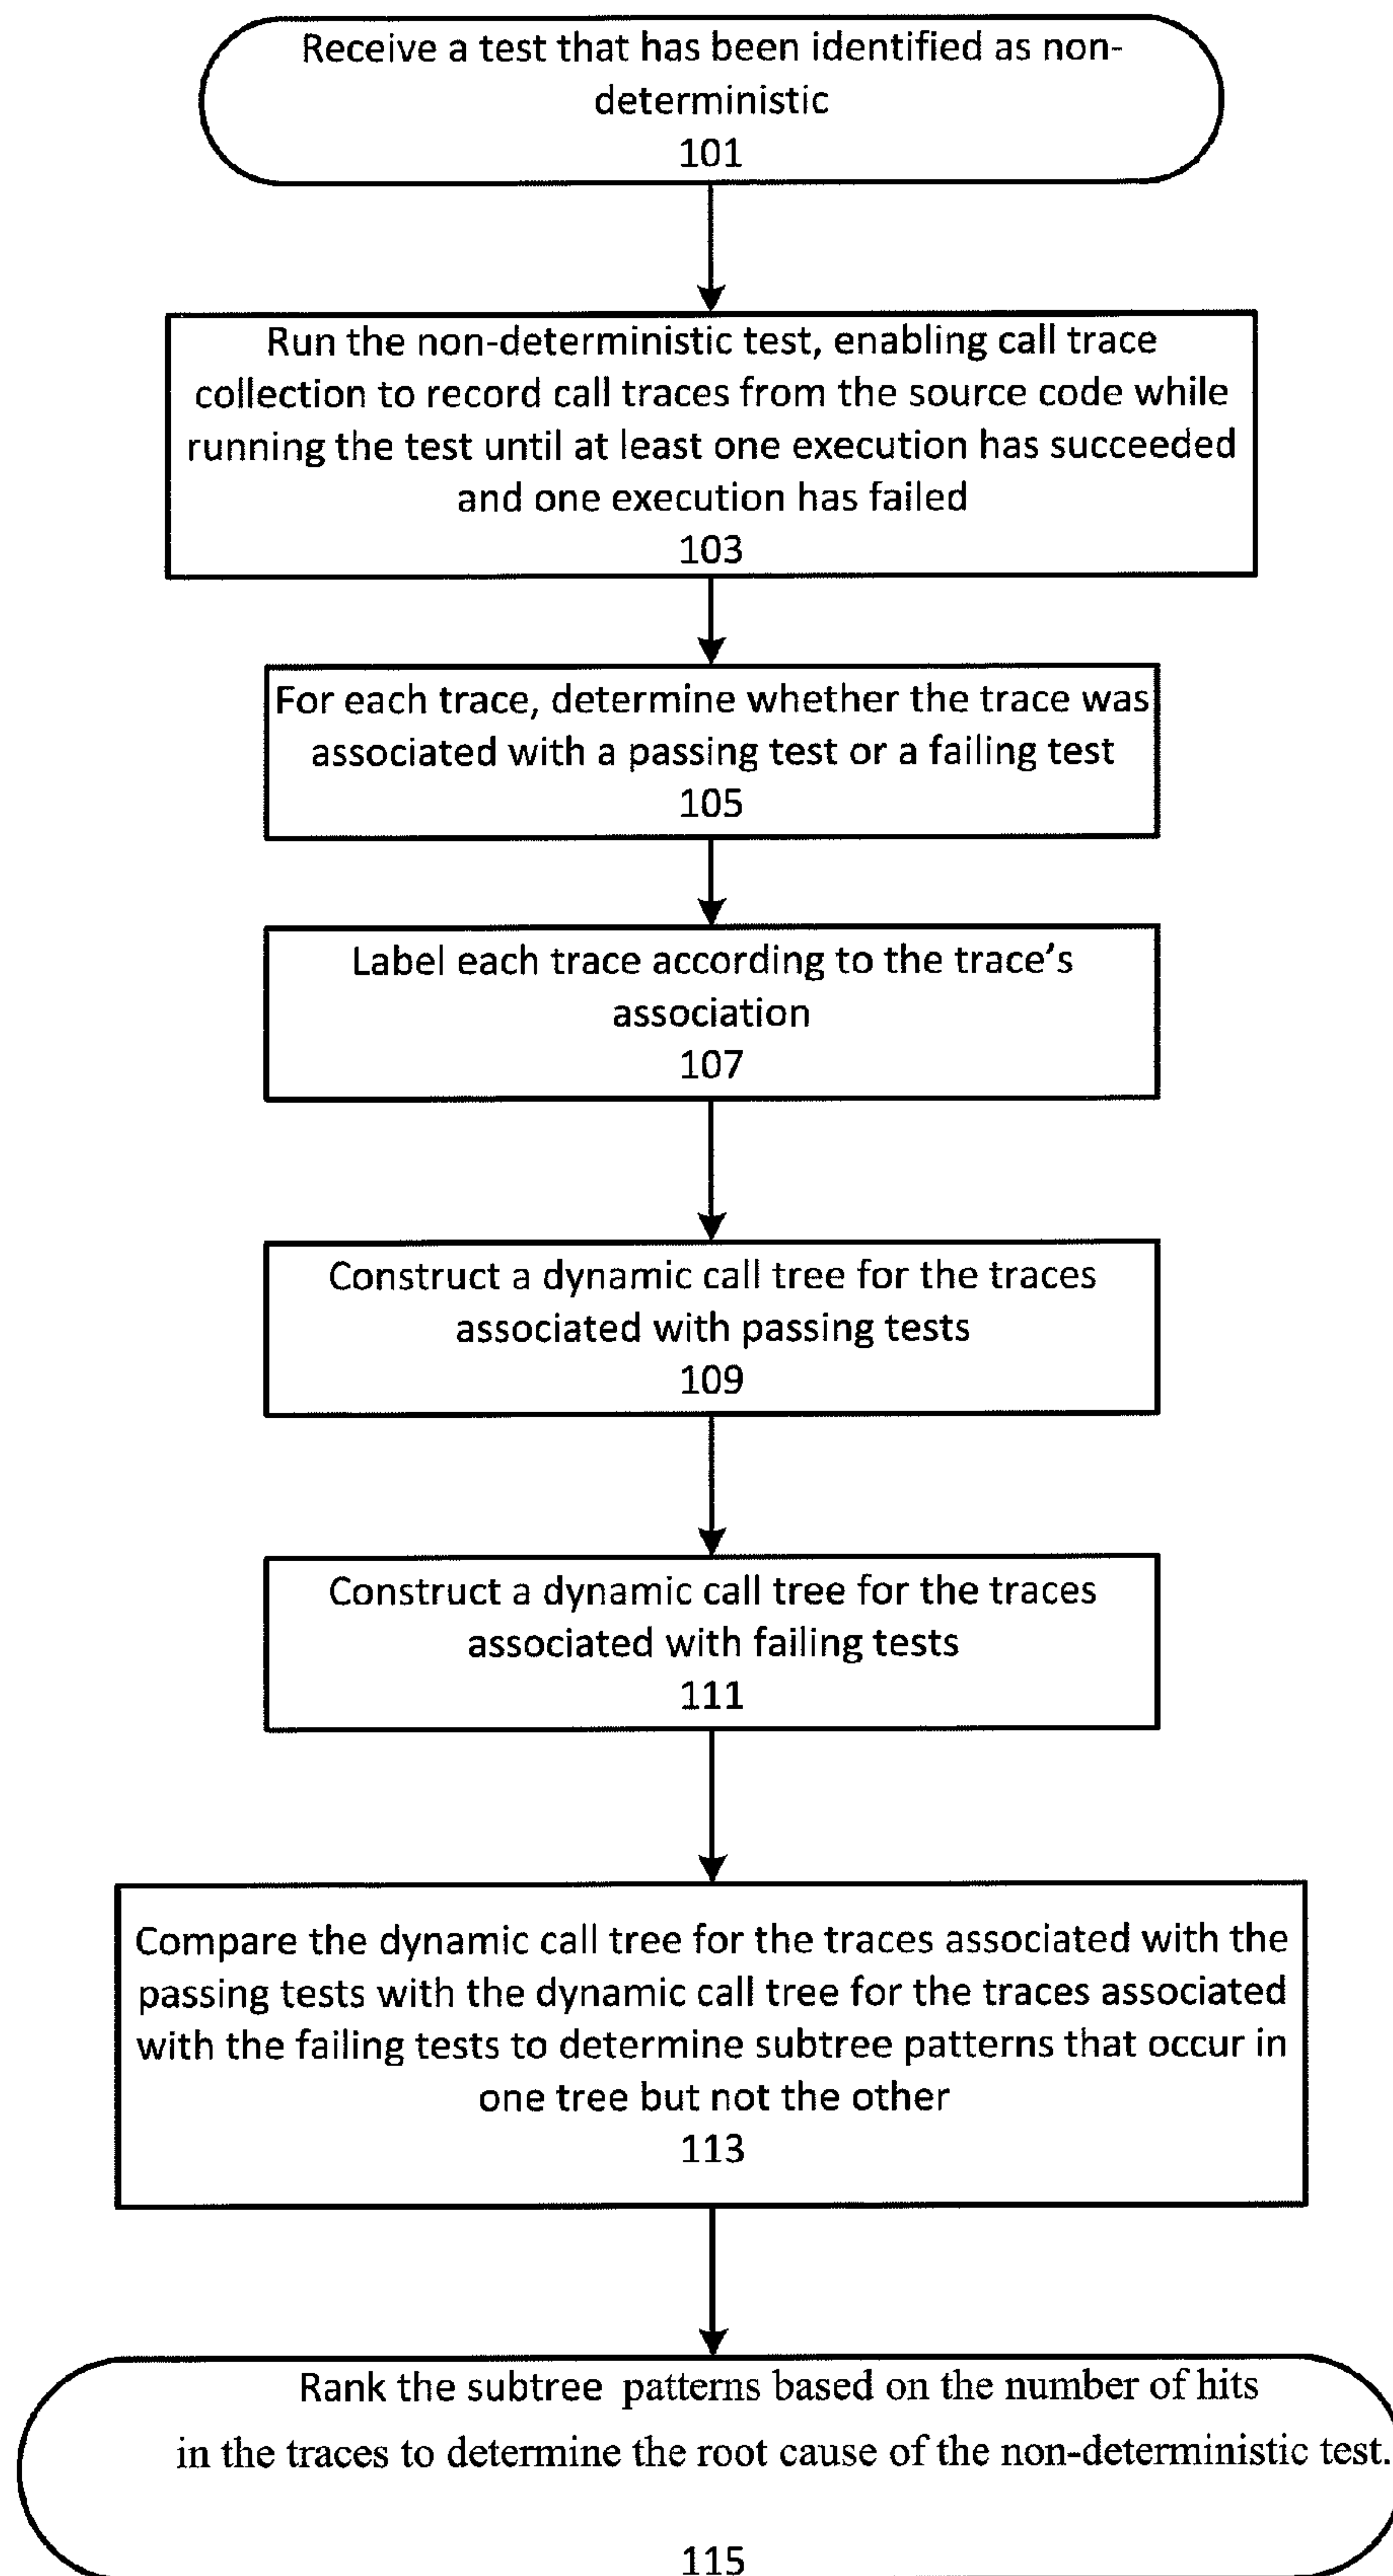 Receive a test that has been identified as non-
deterministic
101
Run the non-deterministic test, enabling call trace
collection to record call traces from the source code while
running the test until at least one execution has succeeded
and one execution has failed
103
For each trace, determine whether the trace was
associated with a passing test or a failing test
105
Label each trace according to the trace's
association
107
Construct a dynamic call tree for the traces
associated with passing tests
109
Construct a dynamic call tree for the traces
associated with failing tests
111
Compare the dynamic call tree for the traces associated with the
passing tests with the dynamic call tree for the traces associated
with the failing tests to determine subtree patterns that occur in
one tree but not the other
113
Rank the subtree patterns based on the number of hits
in the traces to determine the root cause of the non-deterministic test.
115